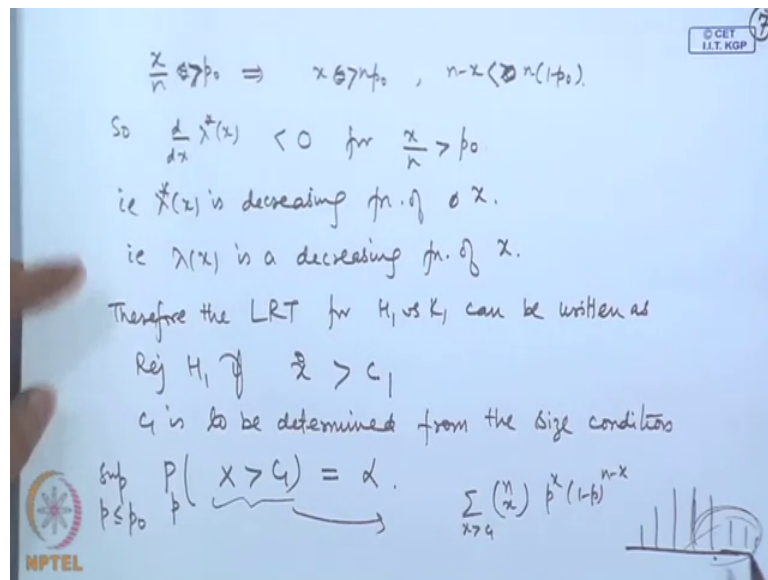 7
© CET
I.I.T. KGP
x/n > p₀ ⇒ x > np₀ , n-x < n(1-p₀).
So d/dx λ*(x) < 0 for x/n > p₀
ie λ*(x) is decreasing fn. of x.
ie λ(x) is a decreasing fn. of x.
Therefore the LRT for H₁ vs K₁ can be written as
Rej H₁ if x > c₁
c₁ is to be determined from the size condition
sup p≤p₀ P_p( X > c₁) = α. ∑ x>c₁ (n x) p^x (1-p)^n-x
NPTEL